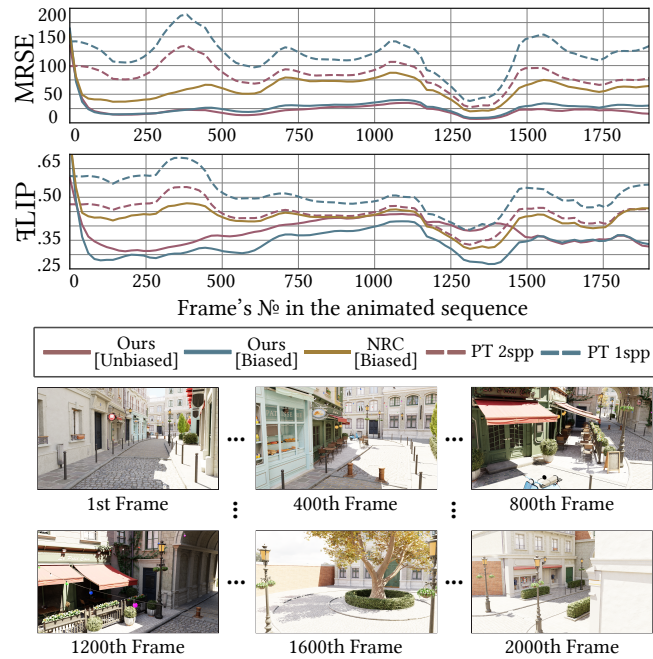 200
150
100
50
0
MRSE
0 250 500 750 1000 1250 1500 1750
.65
.50
.35
.25
ꟻLIP
0 250 500 750 1000 1250 1500 1750
Frame's № in the animated sequence
Ours [Unbiased]
Ours [Biased]
NRC [Biased]
PT 2spp
PT 1spp
1st Frame
400th Frame
800th Frame
1200th Frame
1600th Frame
2000th Frame